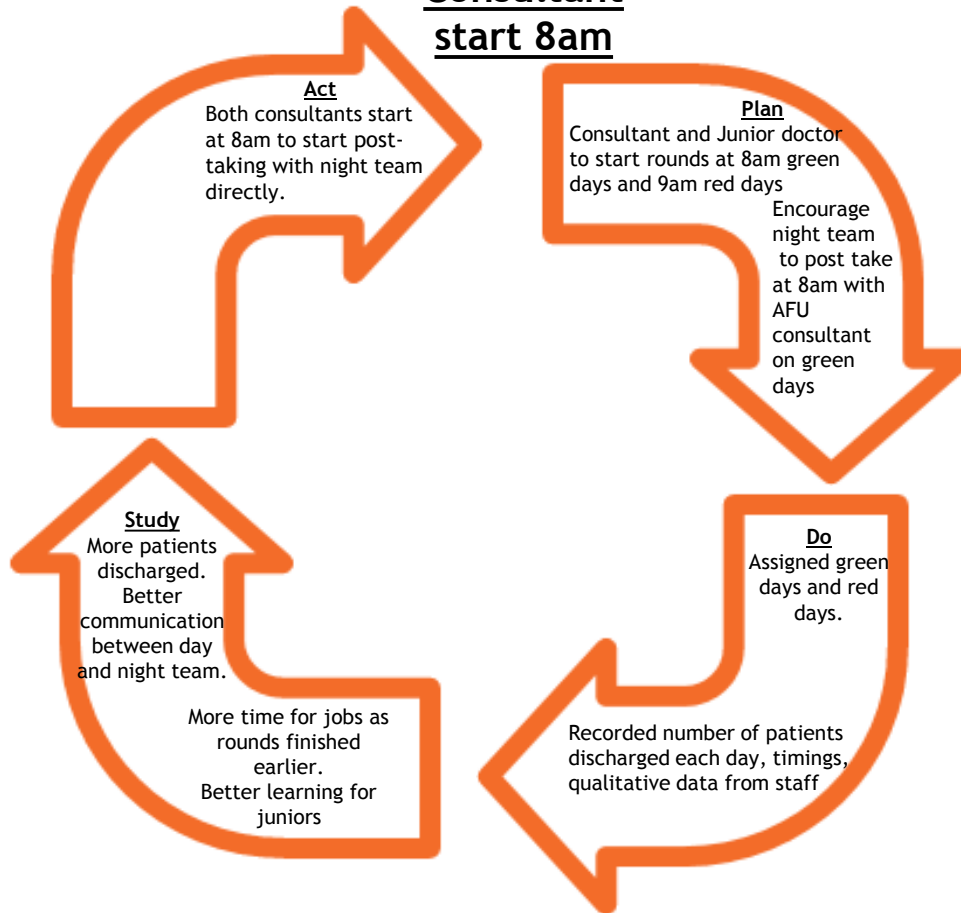 Consultant
start 8am
Act
Both consultants start
at 8am to start post-
taking with night team
directly.
Plan
Consultant and Junior doctor
to start rounds at 8am green
days and 9am red days
Encourage
night team
to post take
at 8am with
AFU
consultant
on green
days
Do
Assigned green
days and red
days.
Recorded number of patients
discharged each day, timings,
qualitative data from staff
Study
More patients
discharged.
Better
communication
between day
and night team.
More time for jobs as
rounds finished
earlier.
Better learning for
juniors